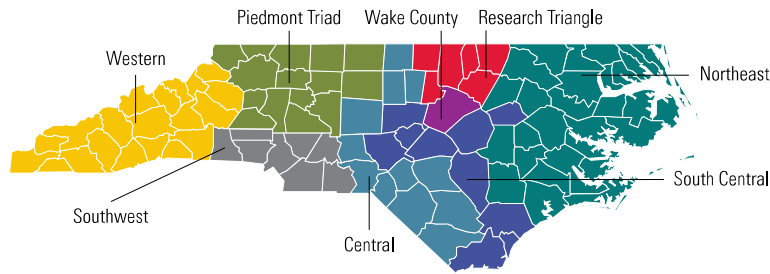 Piedmont Triad
Wake County
Research Triangle
Western
Northeast
South Central
Southwest
Central